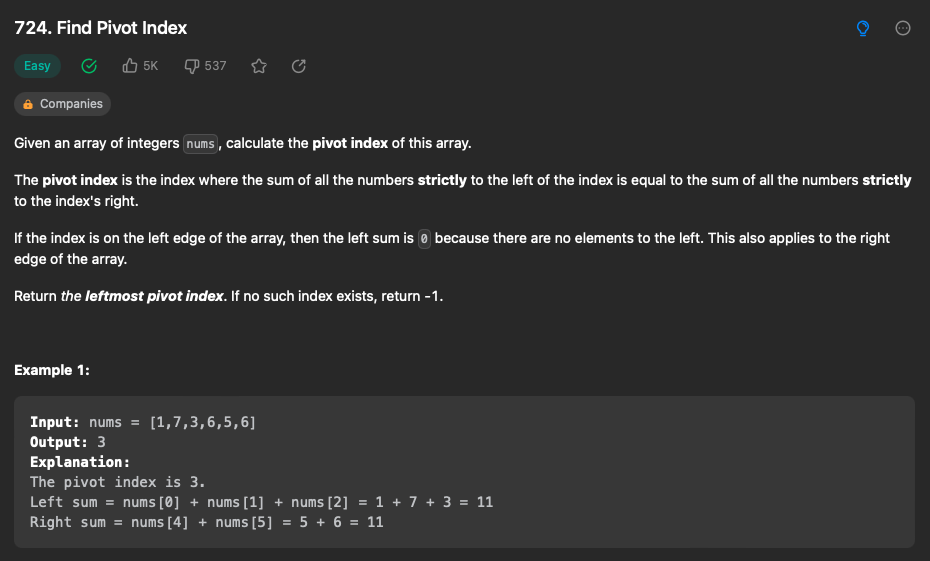 724. Find Pivot Index
Easy 5K 537
Companies
Given an array of integers nums, calculate the pivot index of this array.
The pivot index is the index where the sum of all the numbers strictly to the left of the index is equal to the sum of all the numbers strictly
to the index's right.
If the index is on the left edge of the array, then the left sum is 0 because there are no elements to the left. This also applies to the right
edge of the array.
Return the leftmost pivot index. If no such index exists, return -1.
Example 1:
Input: nums = [1,7,3,6,5,6]
Output: 3
Explanation:
The pivot index is 3.
Left sum = nums[0] + nums[1] + nums[2] = 1 + 7 + 3 = 11
Right sum = nums[4] + nums[5] = 5 + 6 = 11